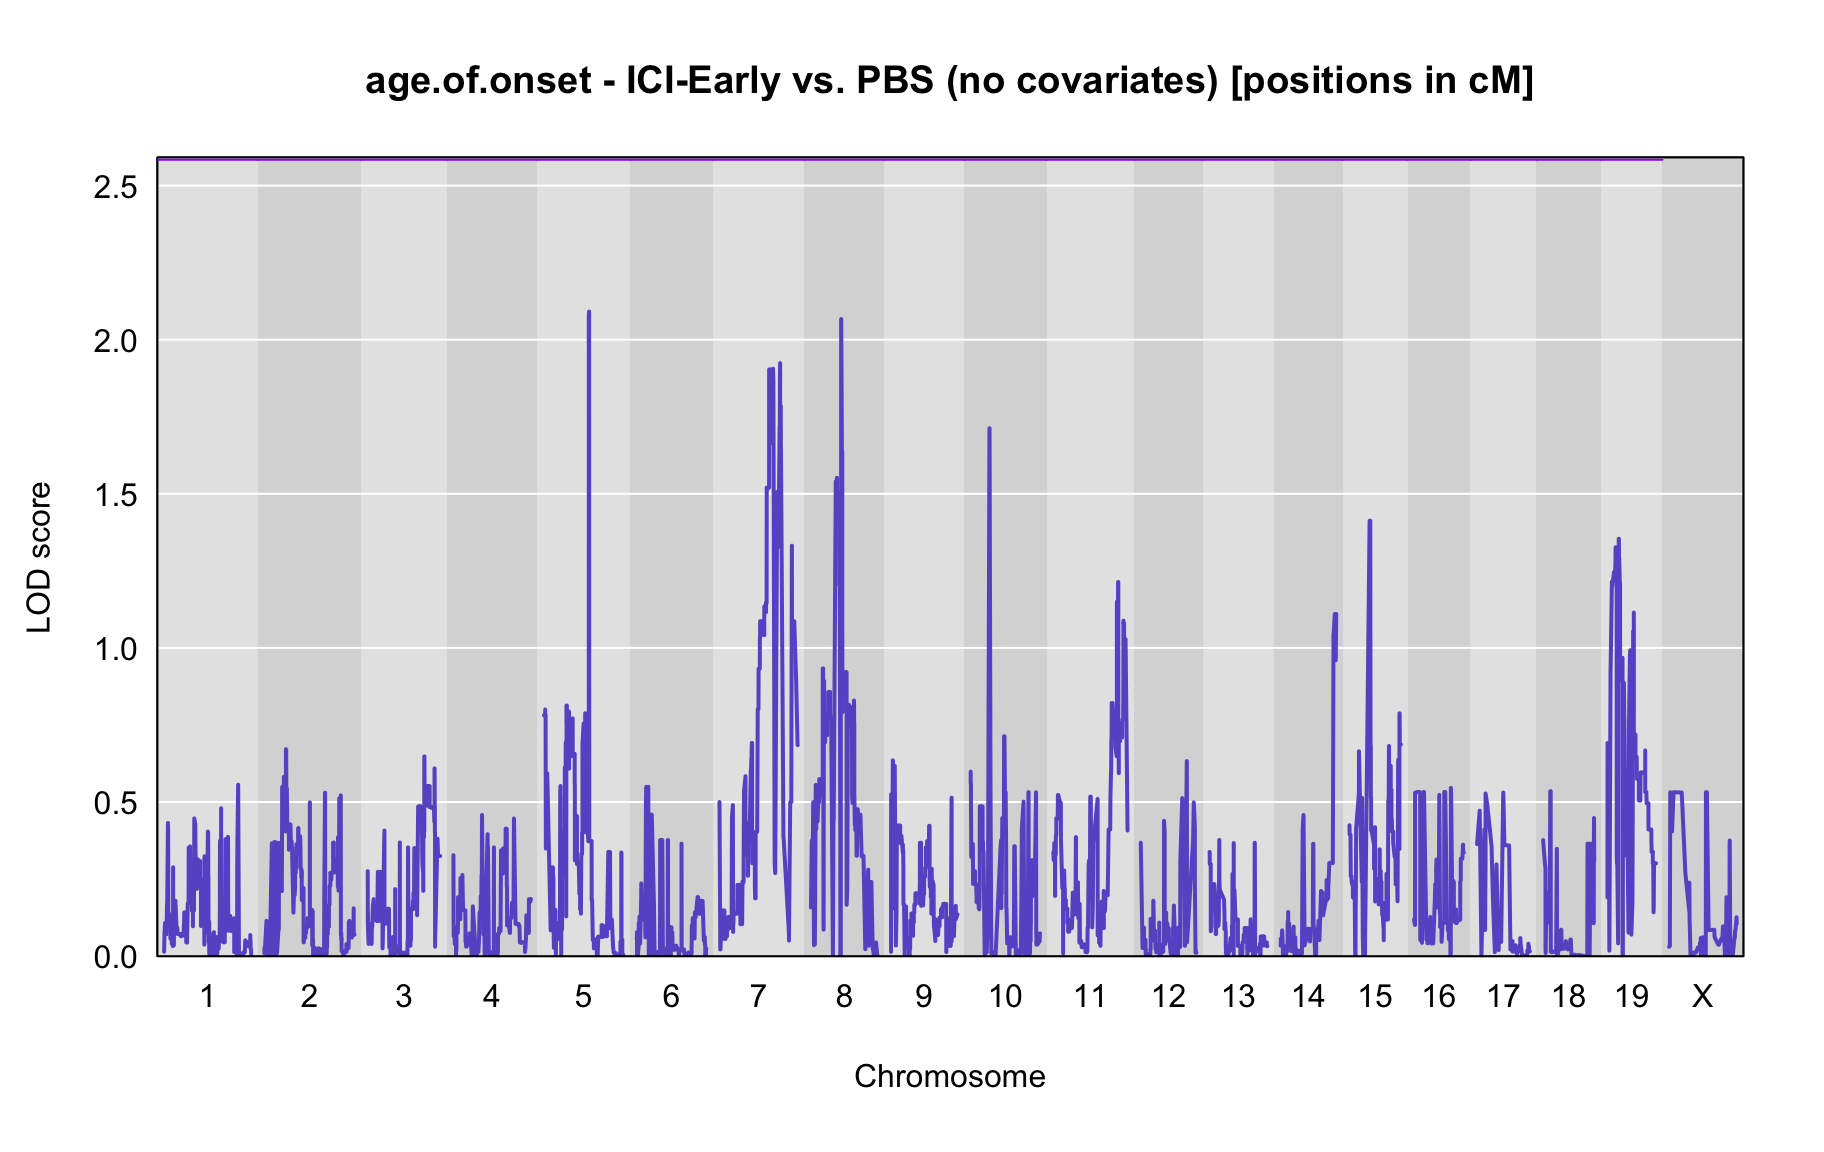 age.of.onset - ICI-Early vs. PBS (no covariates) [positions in cM]
2.5
2.0
1.5
1.0
0.5
0.0
LOD score
1 2 3 4 5 6 7 8 9 10 11 12 13 14 15 16 17 18 19 X
Chromosome